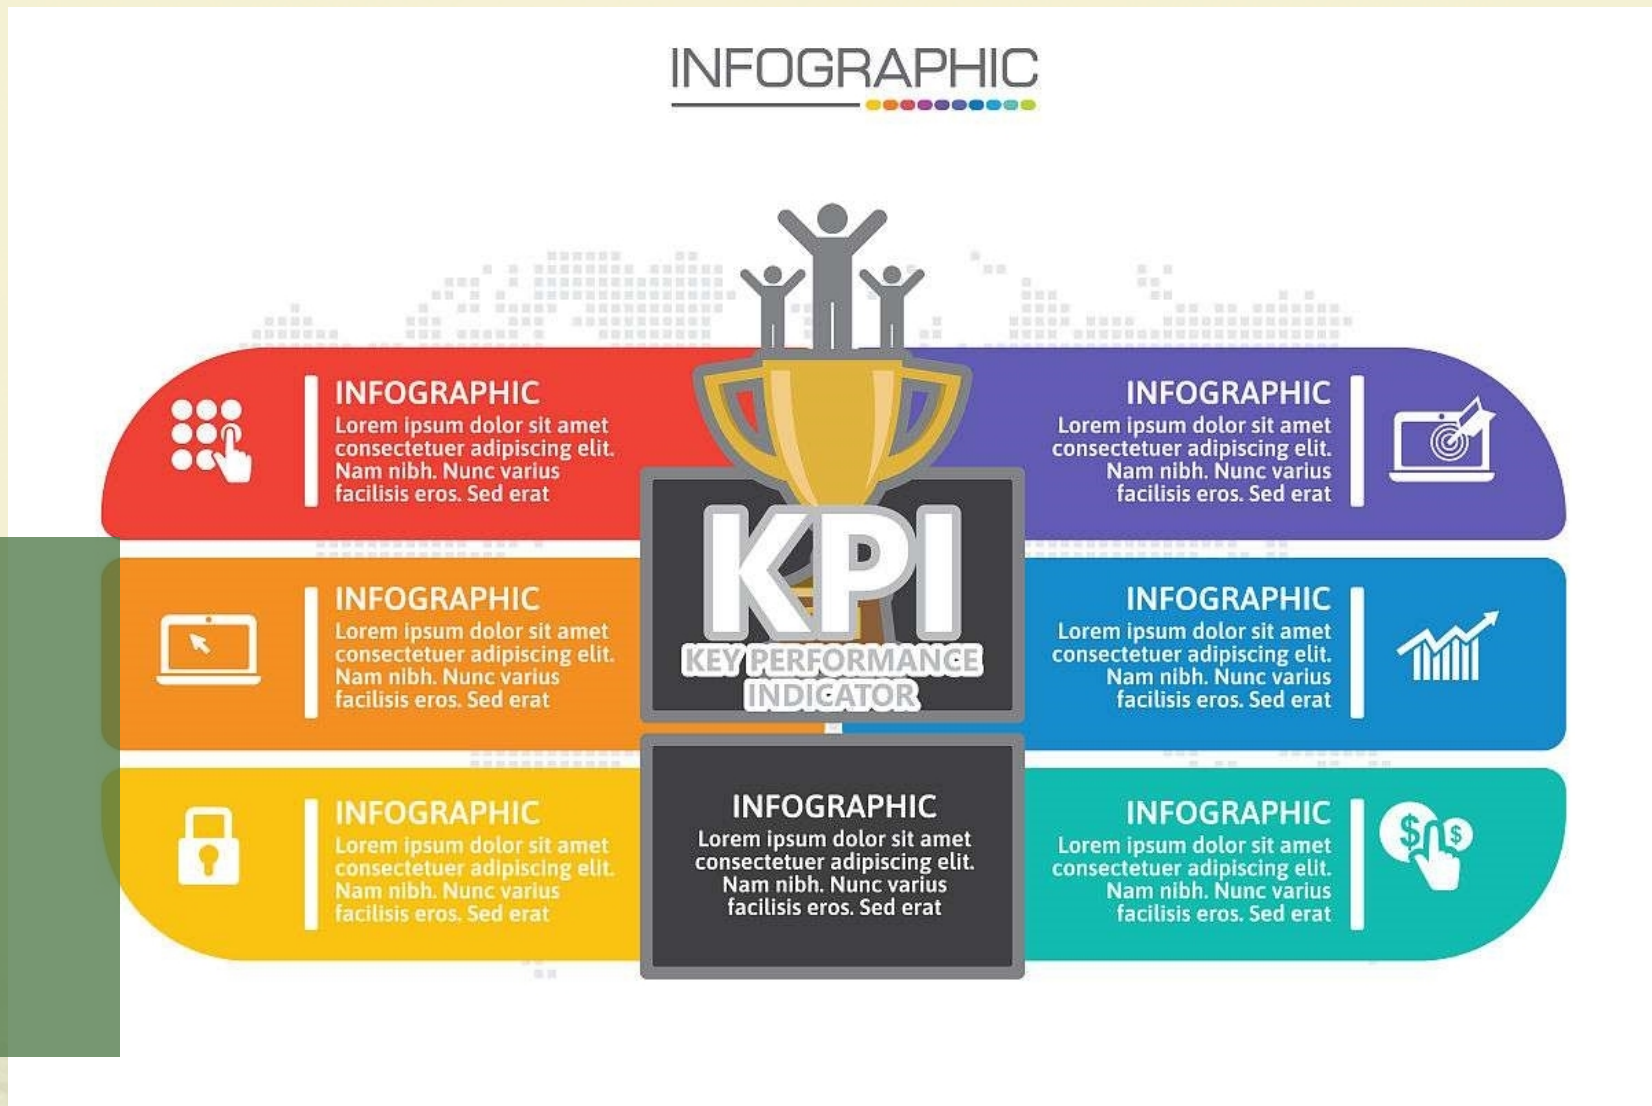 INFOGRAPHIC
INFOGRAPHIC
Lorem ipsum dolor sit amet
consectetuer adipiscing elit.
Nam nibh. Nunc varius
facilisis eros. Sed erat
INFOGRAPHIC
Lorem ipsum dolor sit amet
consectetuer adipiscing elit.
Nam nibh. Nunc varius
facilisis eros. Sed erat
INFOGRAPHIC
Lorem ipsum dolor sit amet
consectetuer adipiscing elit.
Nam nibh. Nunc varius
facilisis eros. Sed erat
KPI
KEY PERFORMANCE
INDICATOR
INFOGRAPHIC
Lorem ipsum dolor sit amet
consectetuer adipiscing elit.
Nam nibh. Nunc varius
facilisis eros. Sed erat
INFOGRAPHIC
Lorem ipsum dolor sit amet
consectetuer adipiscing elit.
Nam nibh. Nunc varius
facilisis eros. Sed erat
INFOGRAPHIC
Lorem ipsum dolor sit amet
consectetuer adipiscing elit.
Nam nibh. Nunc varius
facilisis eros. Sed erat
INFOGRAPHIC
Lorem ipsum dolor sit amet
consectetuer adipiscing elit.
Nam nibh. Nunc varius
facilisis eros. Sed erat
$ $